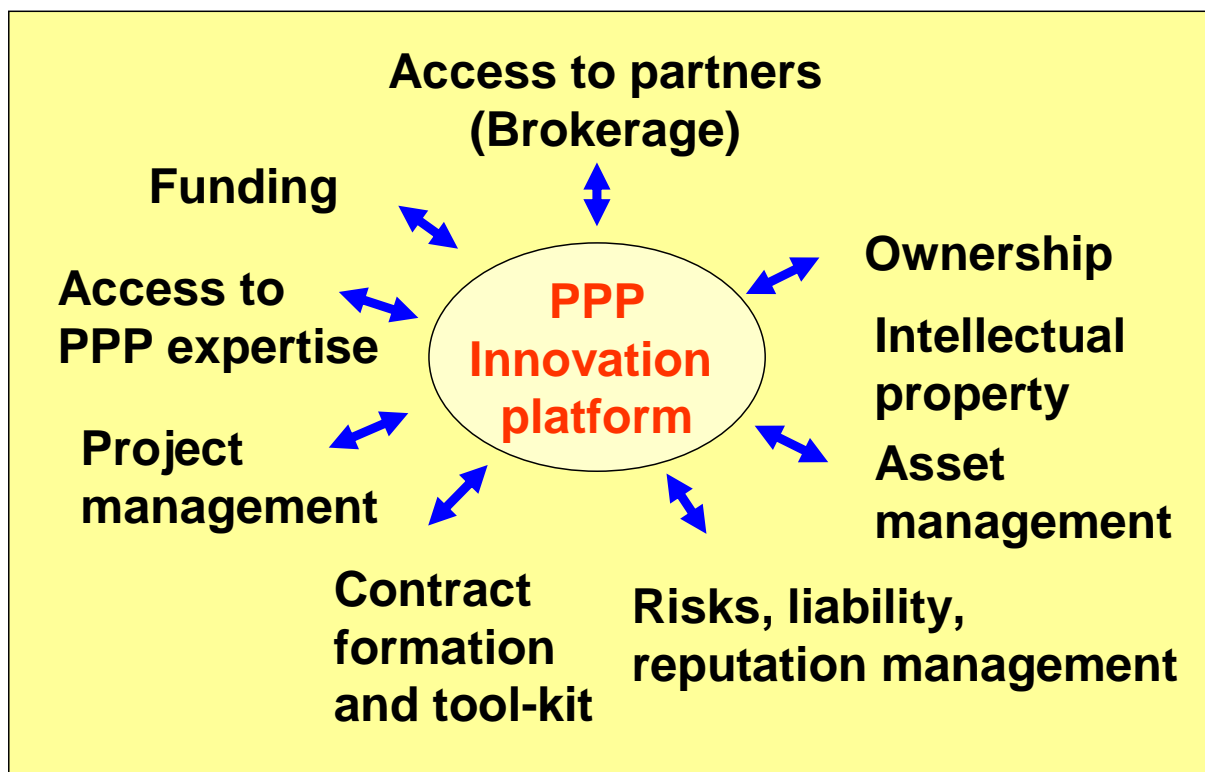 Access to partners
(Brokerage)
Funding
Ownership
Access to
PPP expertise
PPP
Innovation
platform
Intellectual
property
Project
management
Asset
management
Contract
formation
and tool-kit
Risks, liability,
reputation management